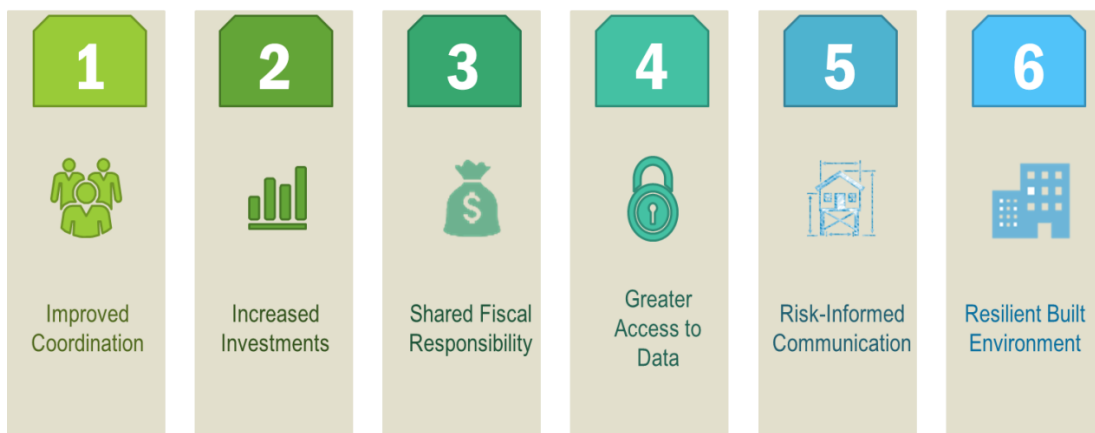 1
2
3
4
5
6
$
Improved
Coordination
Increased
Investments
Shared Fiscal
Responsibility
Greater
Access to
Data
Risk-Informed
Communication
Resilient Built
Environment